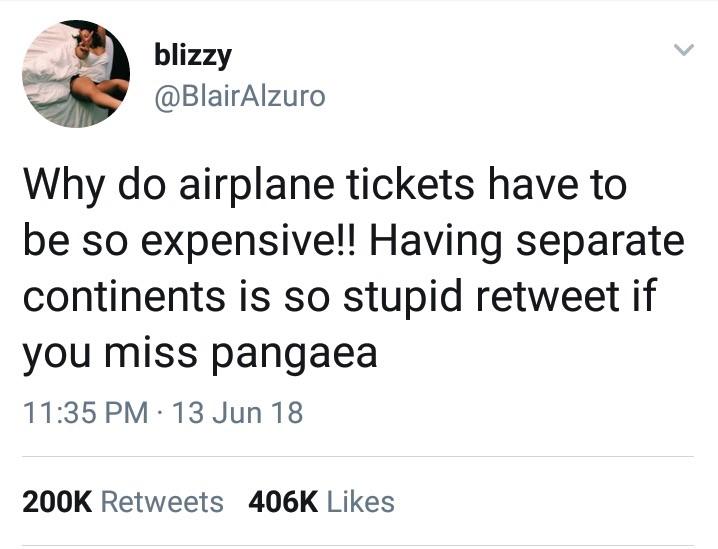 blizzy
@BlairAlzuro
Why do airplane tickets have to
be so expensive!! Having separate
continents is so stupid retweet if
you miss pangaea
11:35 PM · 13 Jun 18
200K Retweets 406K Likes